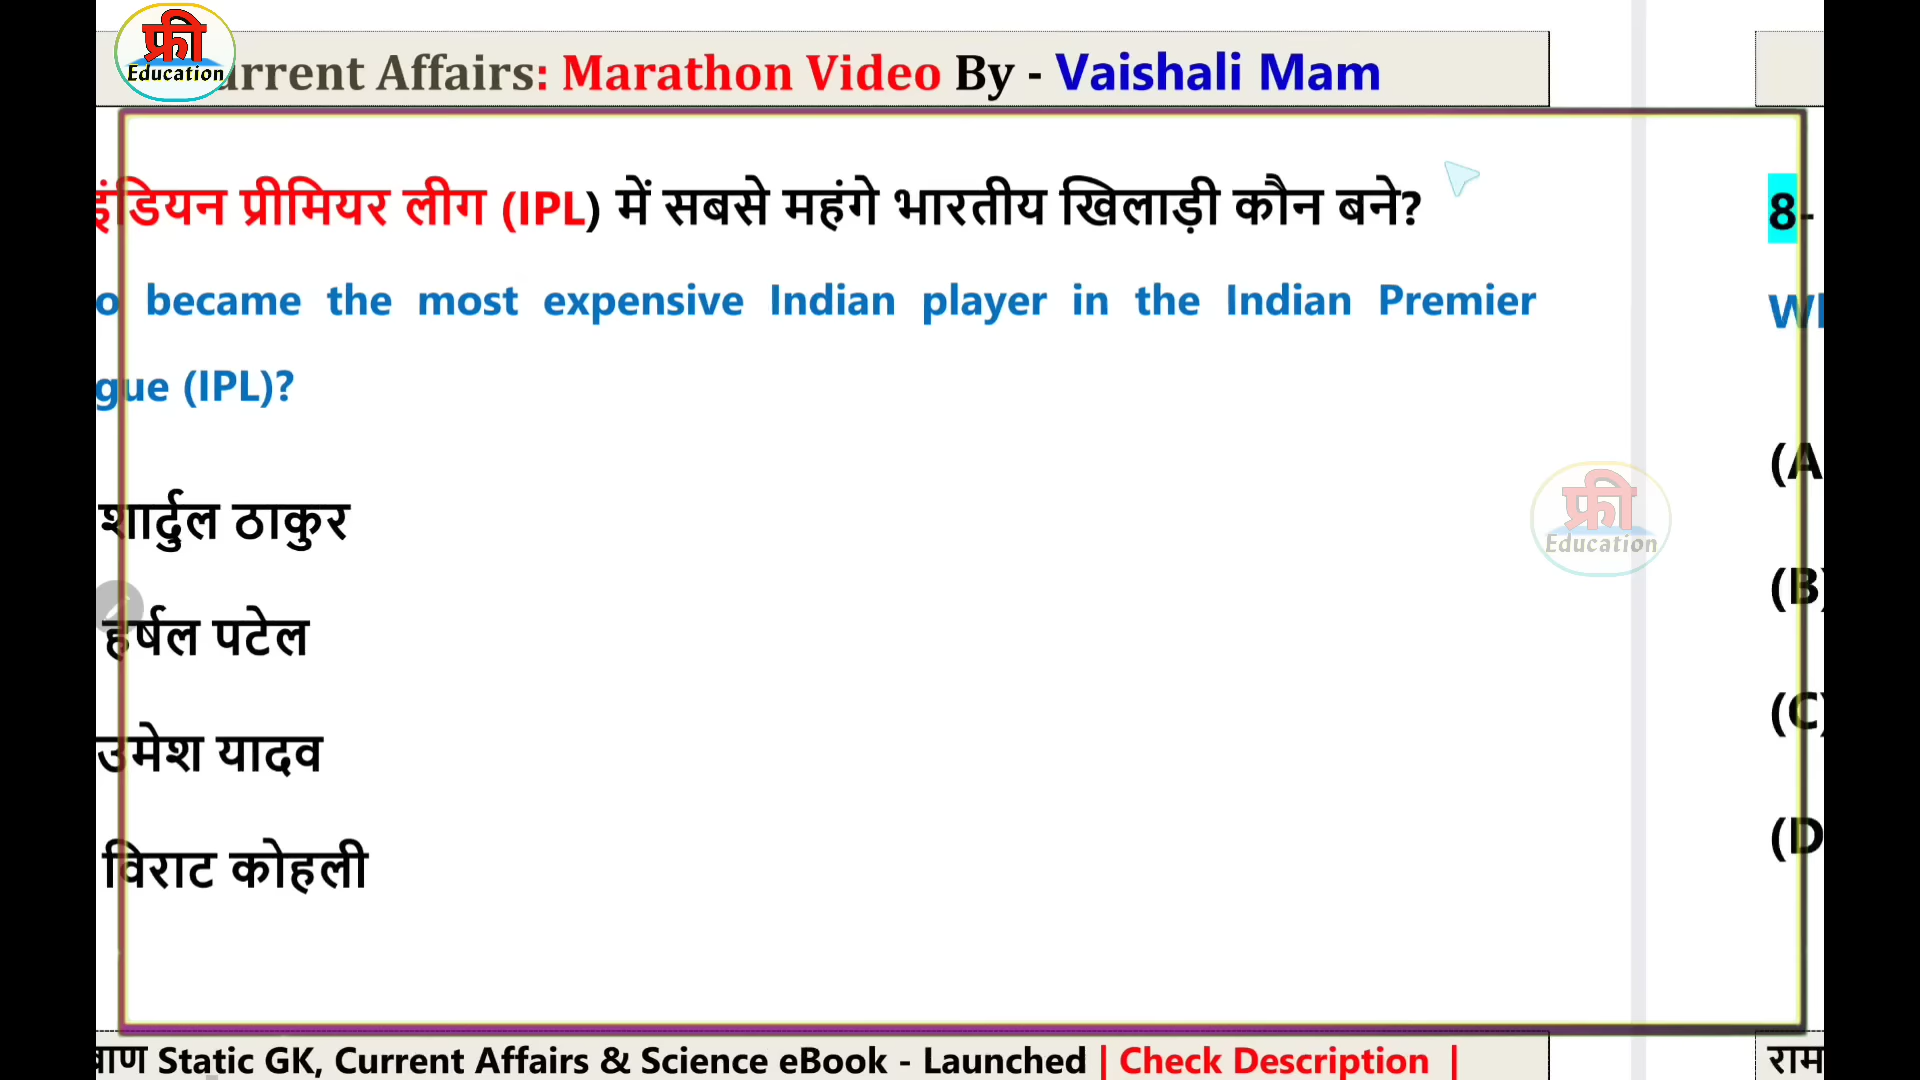 फ्री
Education
urrent Affairs: Marathon Video By - Vaishali Mam
इंडियन प्रीमियर लीग (IPL) में सबसे महंगे भारतीय खिलाड़ी कौन बने?
o became the most expensive Indian player in the Indian Premier
gue (IPL)?
शार्दुल ठाकुर
हर्षल पटेल
उमेश यादव
विराट कोहली
फ्री
Education
8-
(A
(B)
(C)
(D
Static GK, Current Affairs & Science eBook - Launched | Check Description |
राम